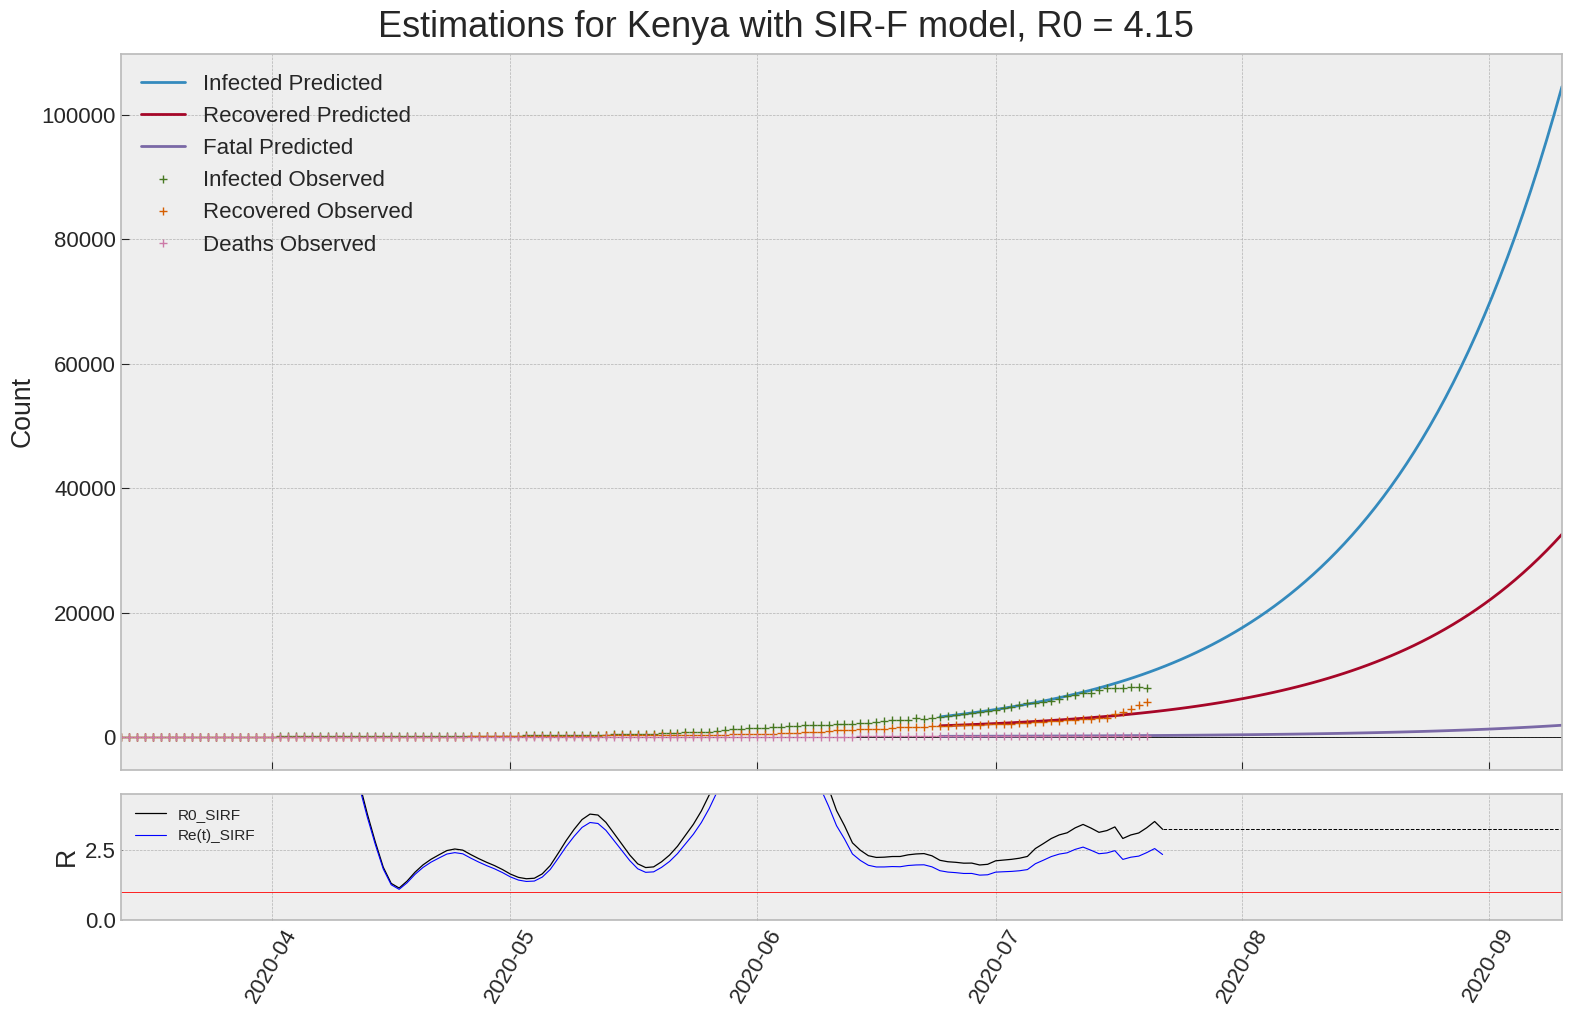 Estimations for Kenya with SIR-F model, R0 = 4.15
Infected Predicted
Recovered Predicted
Fatal Predicted
Infected Observed
Recovered Observed
Deaths Observed
100000
80000
60000
40000
20000
0
Count
R0_SIRF
Re(t)_SIRF
2.5
0.0
R
2020-04
2020-05
2020-06
2020-07
2020-08
2020-09